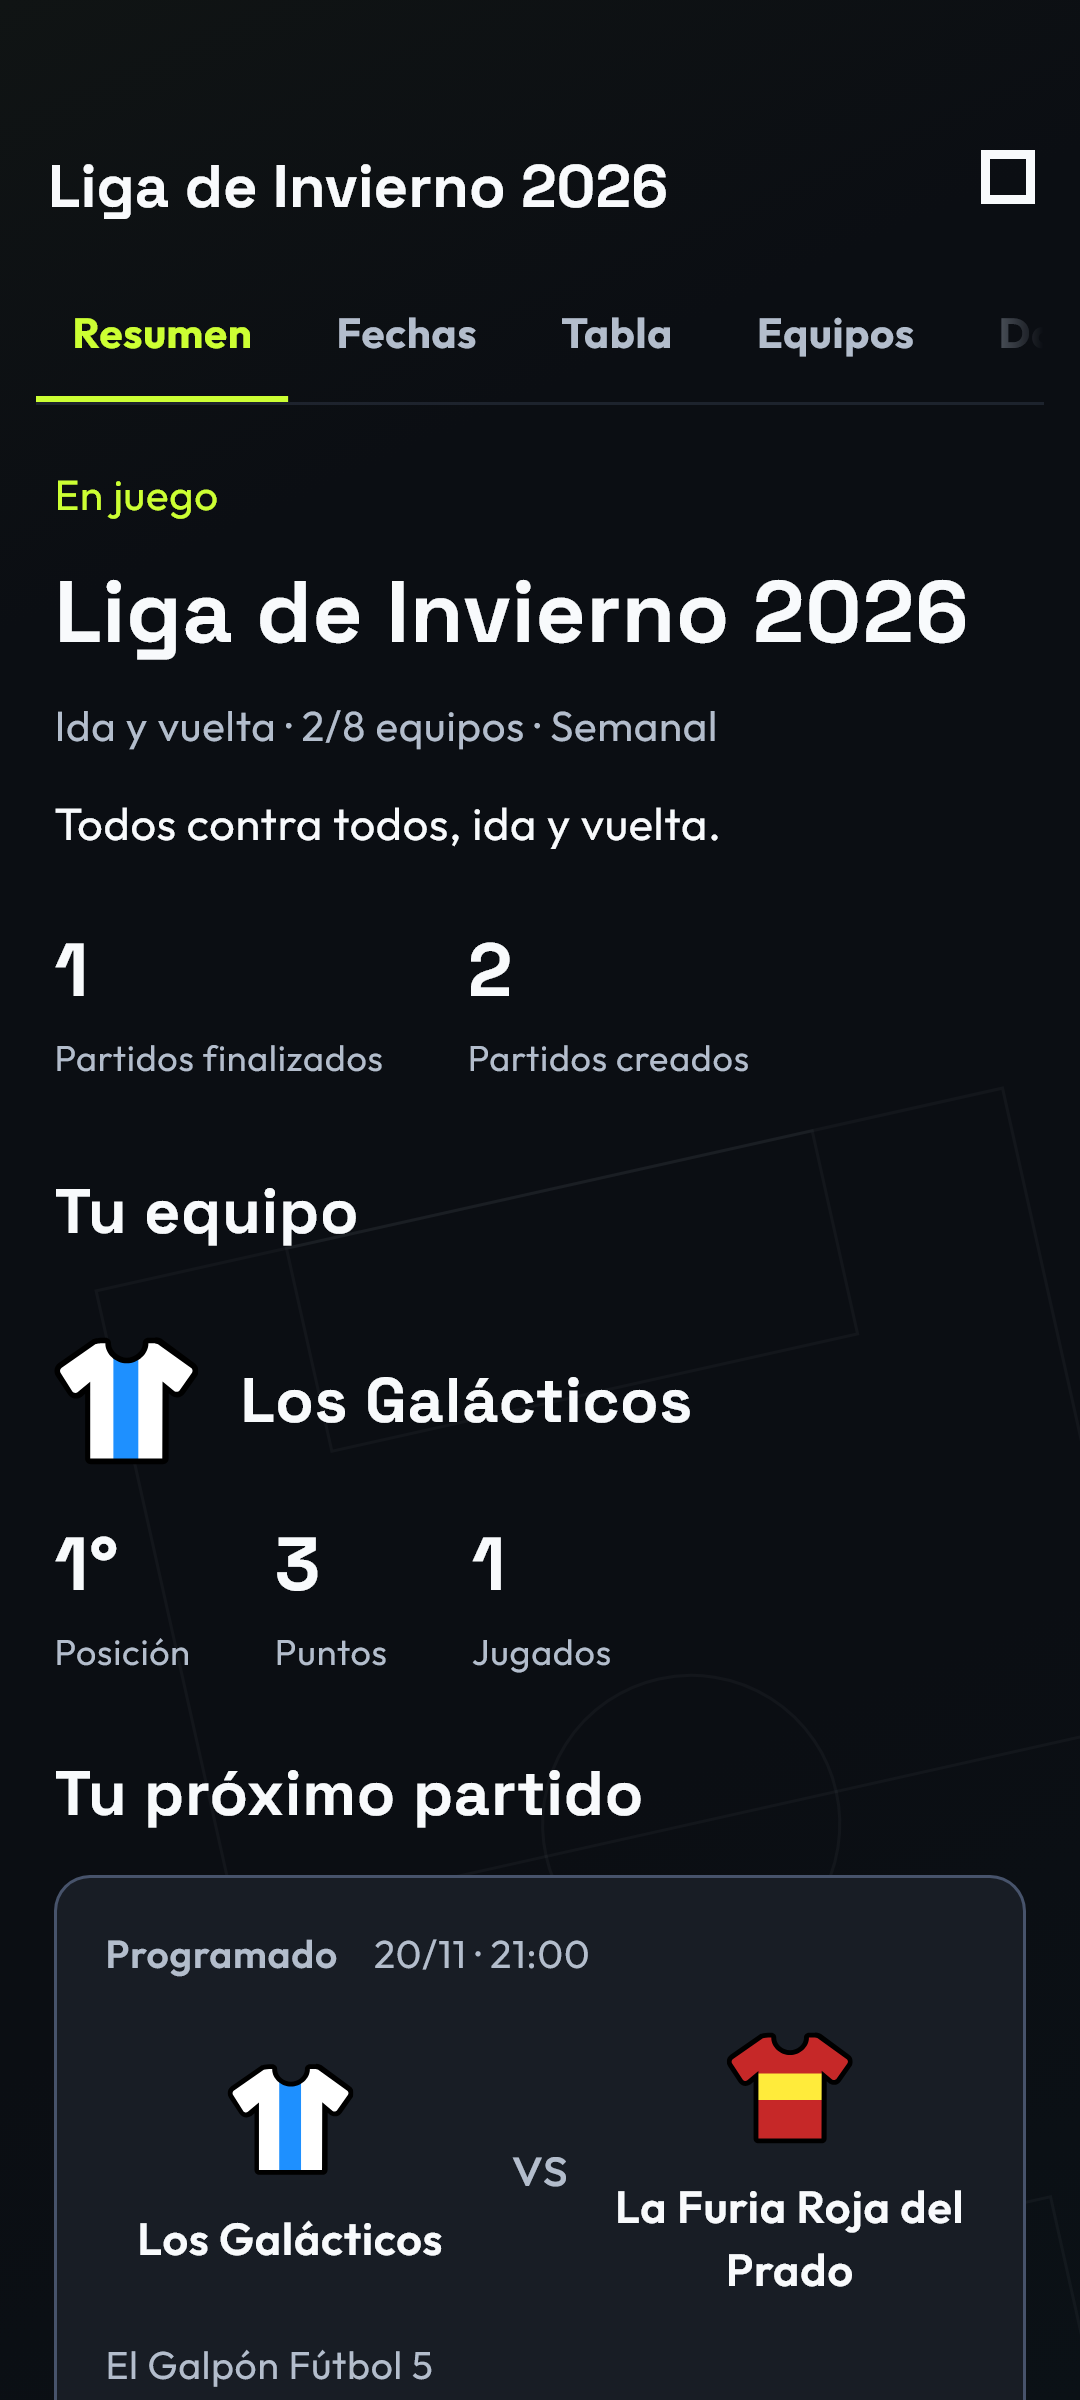 Liga de Invierno 2026
Resumen Fechas Tabla Equipos
En juego
Liga de Invierno 2026
Ida y vuelta · 2/8 equipos · Semanal
Todos contra todos, ida y vuelta.
1 2
Partidos finalizados Partidos creados
Tu equipo
Los Galácticos
1° 3 1
Posición Puntos Jugados
Tu próximo partido
Programado 20/11 · 21:00
vs
Los Galácticos
La Furia Roja del
Prado
El Galpón Fútbol 5